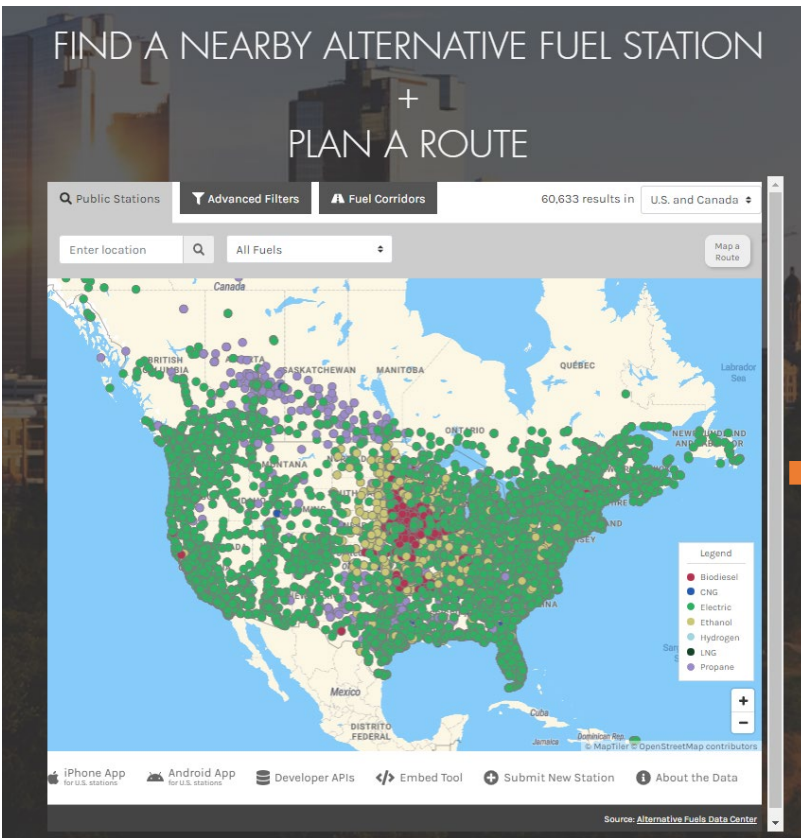 FIND A NEARBY ALTERNATIVE FUEL STATION
+
PLAN A ROUTE
Public Stations
Advanced Filters
Fuel Corridors
60,633 results in
U.S. and Canada
Enter location
All Fuels
Map a
Route
Canada
BRITISH
SASKATCHEWAN
MANITOBA
QUÉBEC
Labrador
Sea
ONTARIO
MONTANA
Legend
Biodiesel
CNG
Electric
Ethanol
Hydrogen
LNG
Propane
Mexico
DISTRITO
FEDERAL
Cuba
Jamaica
Dominican Rep.
+
−
© MapTiler © OpenStreetMap contributors
iPhone App
for U.S. stations
Android App
for U.S. stations
Developer APIs
</> Embed Tool
Submit New Station
About the Data
Source: Alternative Fuels Data Center